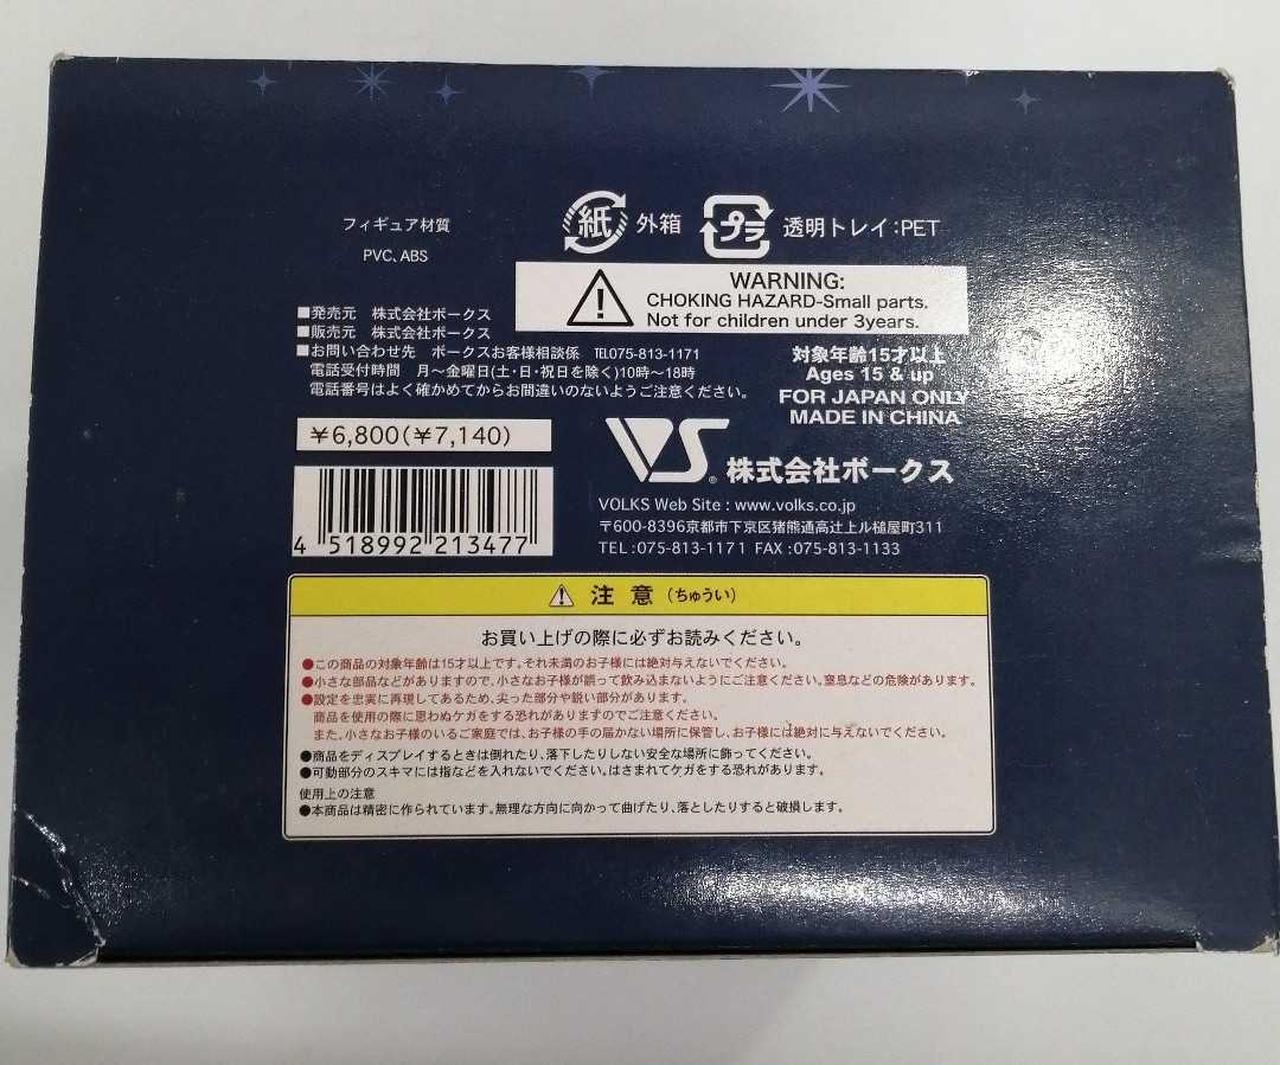 フィギュア材質
PVC、ABS
紙 外箱 プラ 透明トレイ:PET
WARNING:
CHOKING HAZARD-Small parts.
Not for children under 3years.
■発売元　株式会社ボークス
■販売元　株式会社ボークス
■お問い合わせ先　ボークスお客様相談係　TEL075-813-1171
電話受付時間　月～金曜日(土・日・祝日を除く)10時～18時
電話番号はよく確かめてからお間違いのないようご注意ください。
対象年齢15才以上
Ages 15 & up
FOR JAPAN ONLY
MADE IN CHINA
¥6,800(¥7,140)
4 518992 213477
VS® 株式会社ボークス
VOLKS Web Site : www.volks.co.jp
〒600-8396京都市下京区猪熊通高辻上ル槌屋町311
TEL :075-813-1171 FAX :075-813-1133
注 意 (ちゅうい)
お買い上げの際に必ずお読みください。
●この商品の対象年齢は15才以上です。それ未満のお子様には絶対与えないでください。
●小さな部品などがありますので、小さなお子様が誤って飲み込まないようにご注意ください。窒息などの危険があります。
●設定を忠実に再現してあるため、尖った部分や鋭い部分があります。
商品を使用の際に思わぬケガをする恐れがありますのでご注意ください。
また、小さなお子様のいるご家庭では、お子様の手の届かない場所に保管し、お子様には絶対に与えないでください。
●商品をディスプレイするときは倒れたり、落下したりしない安全な場所に飾ってください。
●可動部分のスキマには指などを入れないでください。はさまれてケガをする恐れがあります。
使用上の注意
●本商品は精密に作られています。無理な方向に向かって曲げたり、落としたりすると破損します。